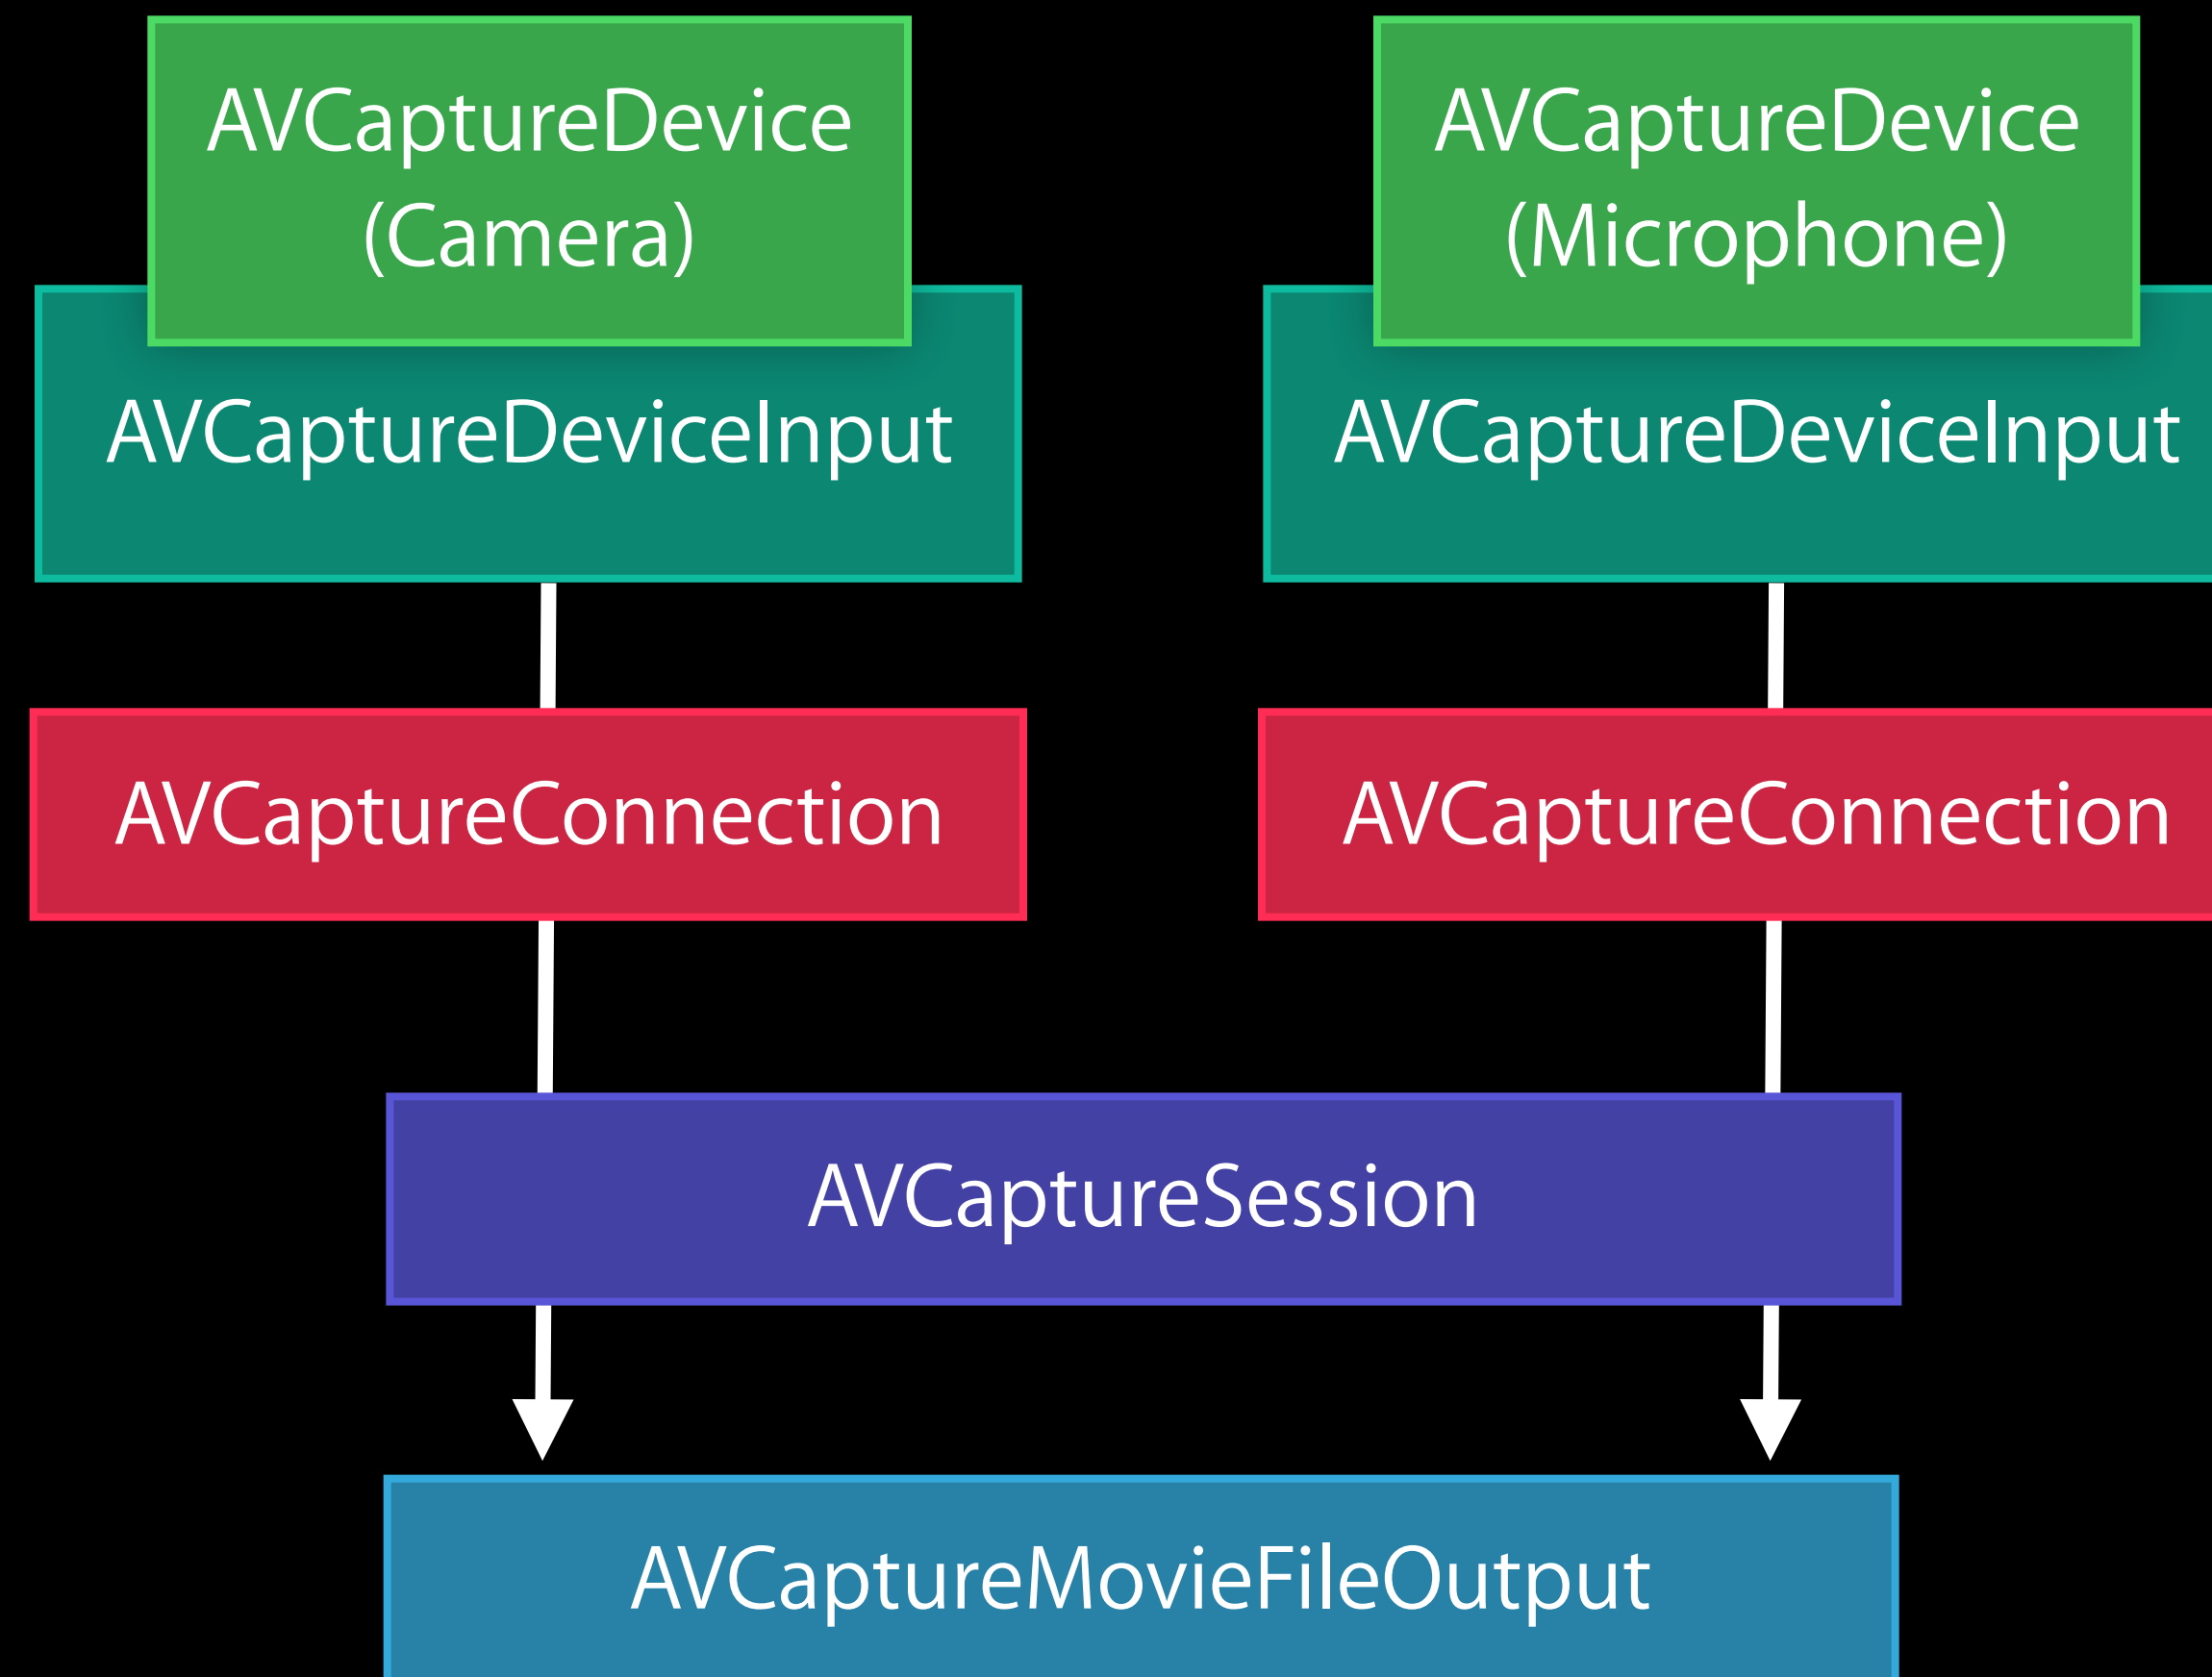 AVCaptureDevice
(Camera)
AVCaptureDevice
(Microphone)
AVCaptureDeviceInput
AVCaptureDeviceInput
AVCaptureConnection
AVCaptureConnection
AVCaptureSession
AVCaptureMovieFileOutput